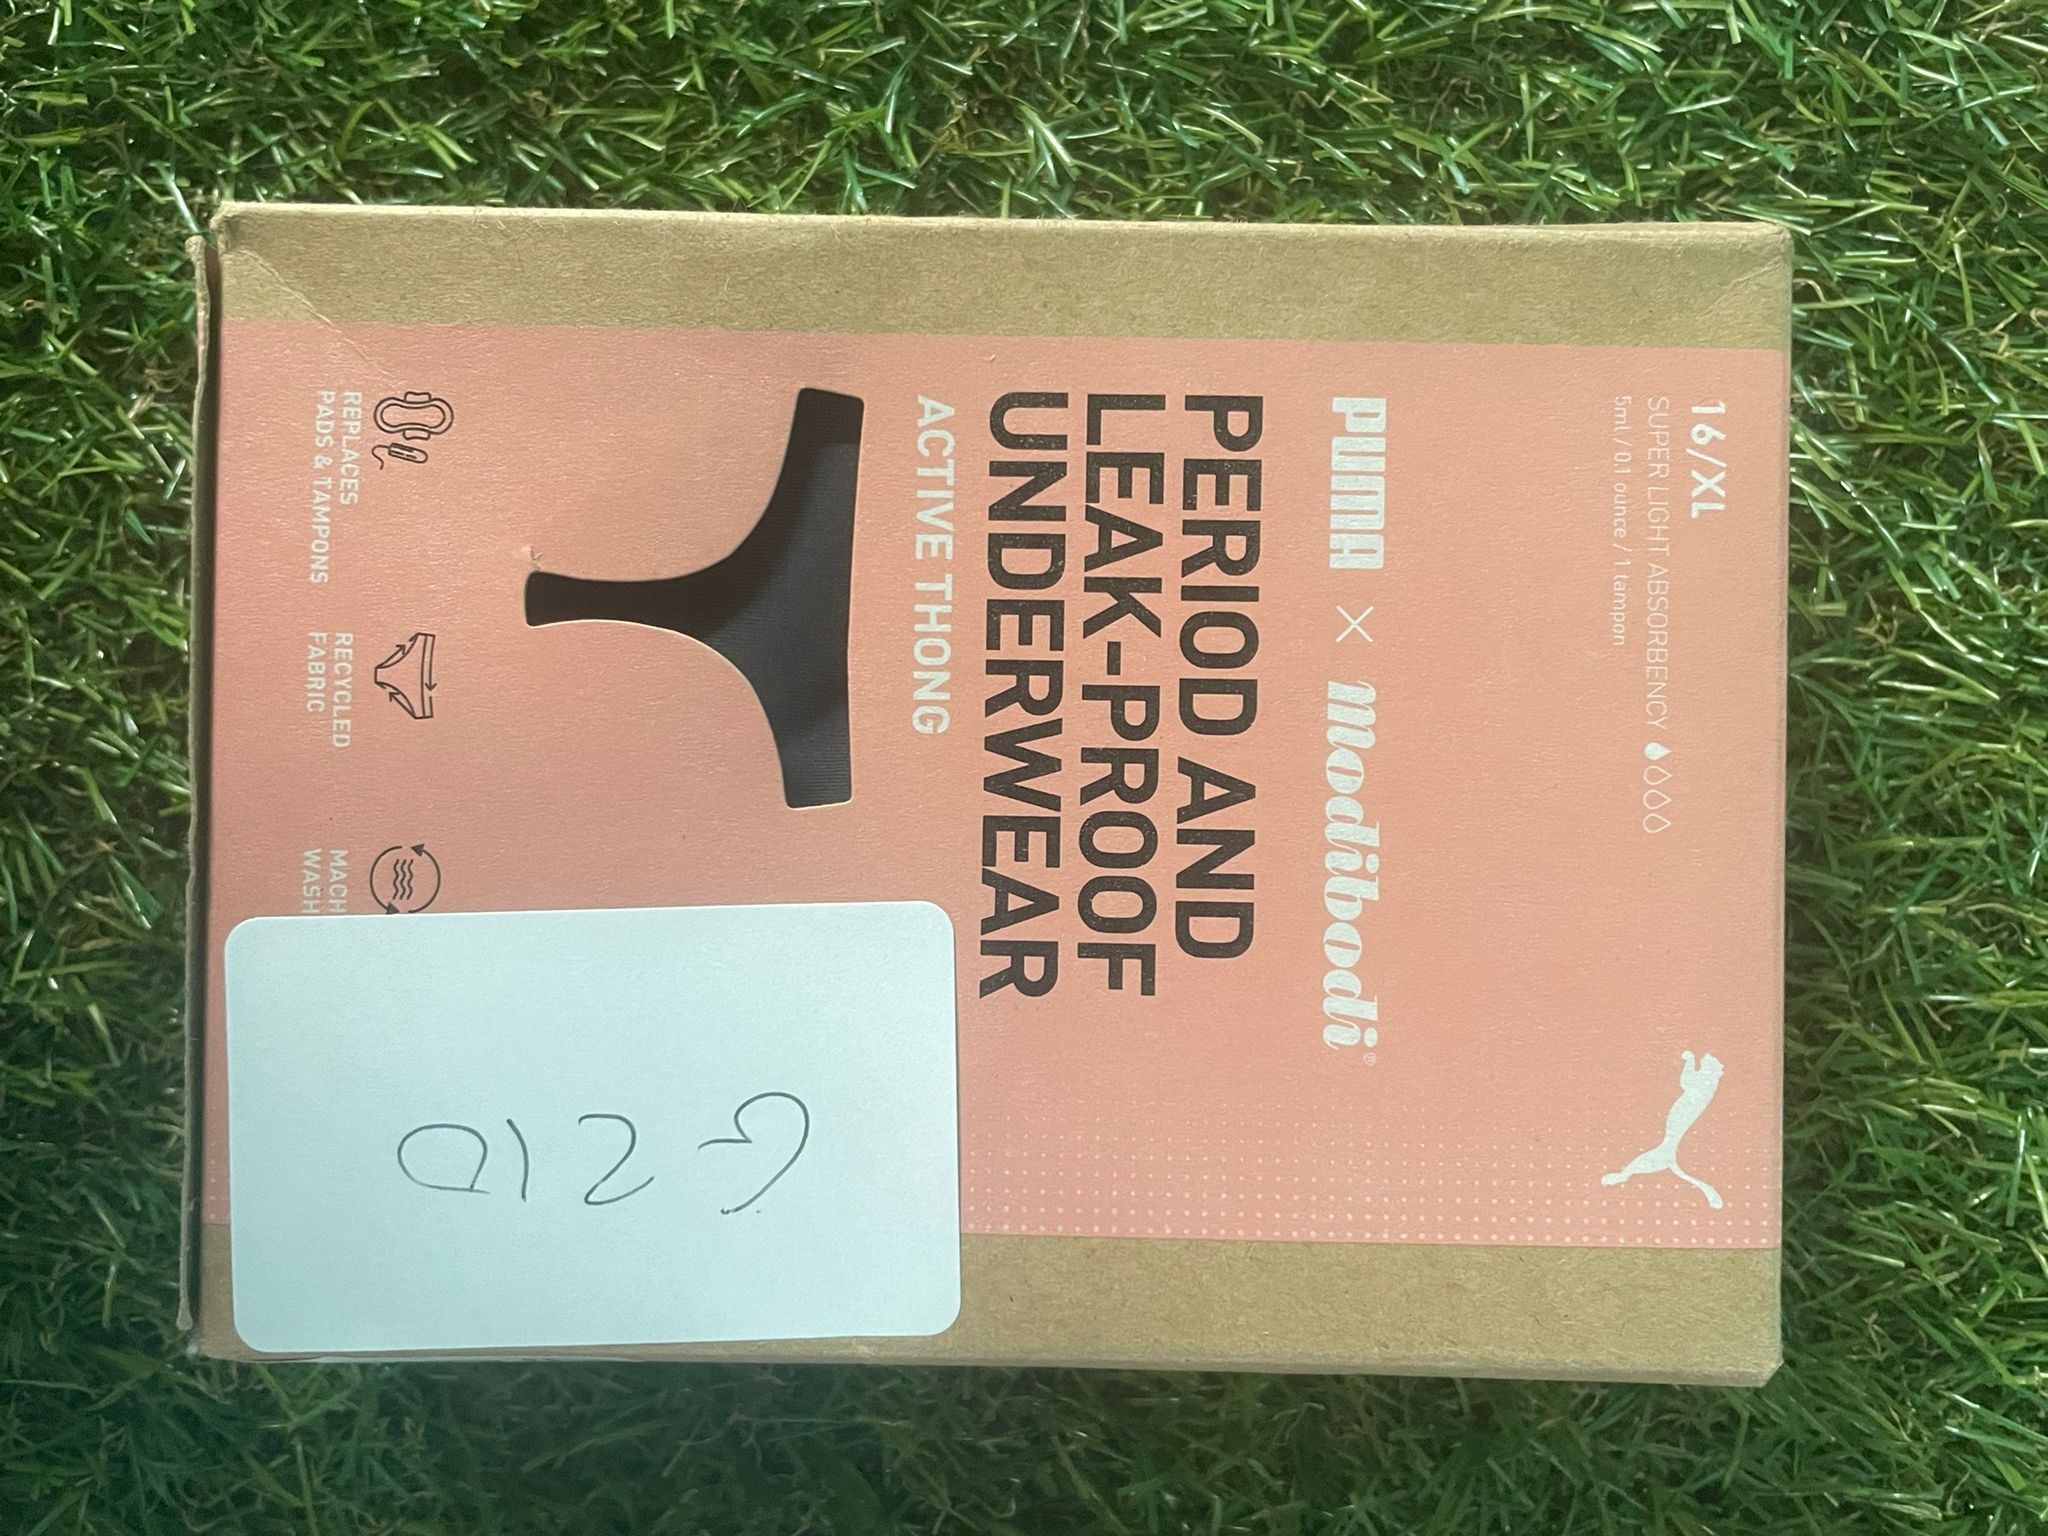 16/XL
SUPER LIGHT ABSORBENCY
5ml / 0.1 ounce / 1 tampon
PUMA × modibodi®
PERIOD AND
LEAK-PROOF
UNDERWEAR
ACTIVE THONG
REPLACES
PADS & TAMPONS
RECYCLED
FABRIC
MACH
WASH
G210